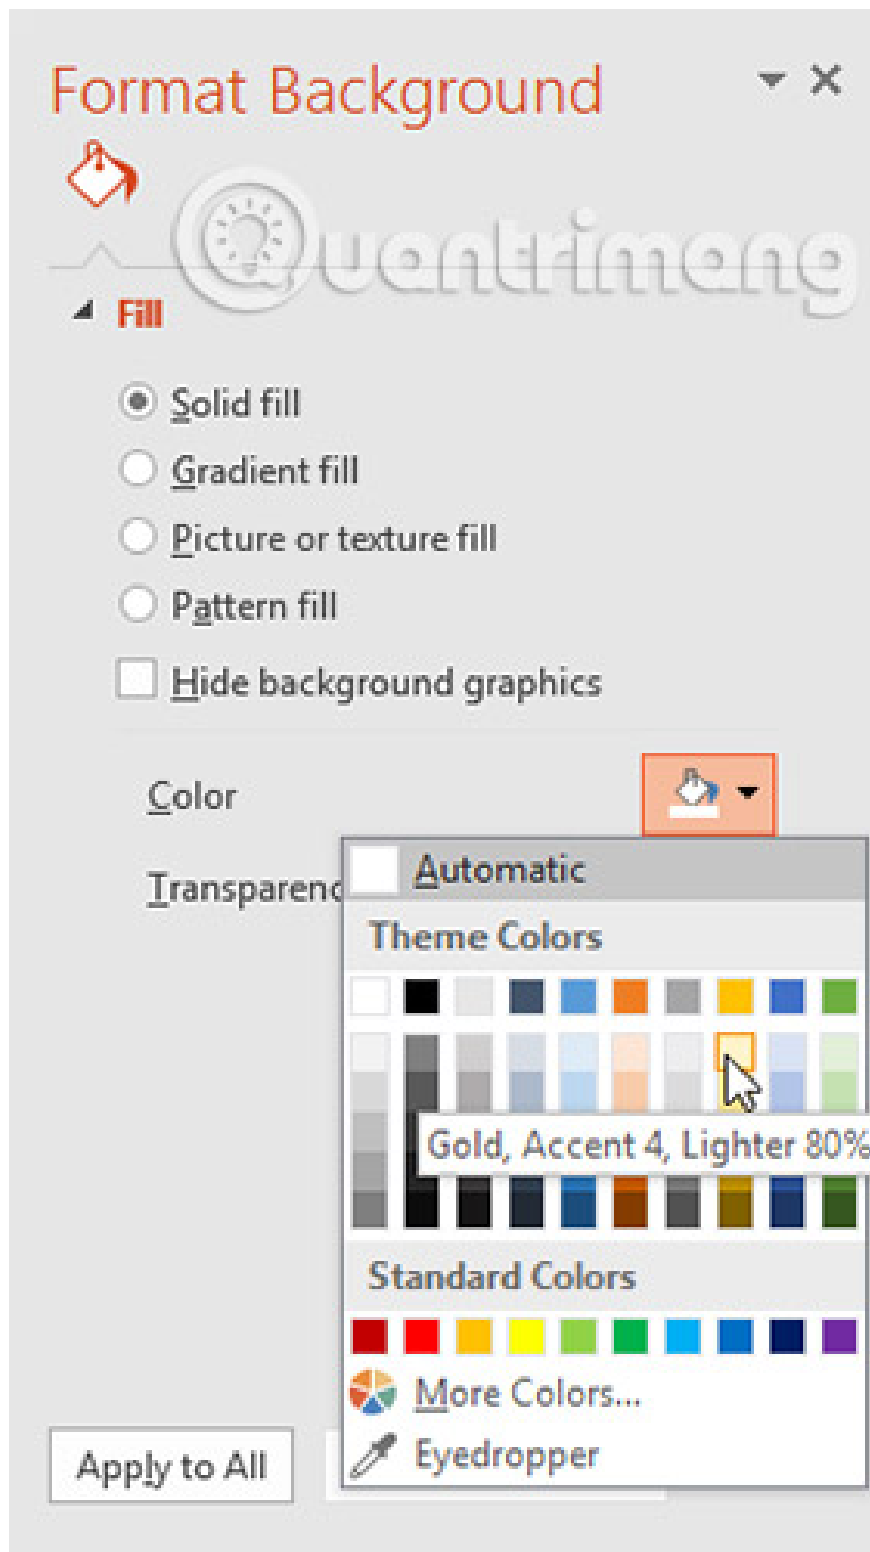 Format Background
Quantrimang
Fill
Solid fill
Gradient fill
Picture or texture fill
Pattern fill
Hide background graphics
Color
Automatic
Transparenc
Theme Colors
Gold, Accent 4, Lighter 80%
Standard Colors
More Colors...
Eyedropper
Apply to All